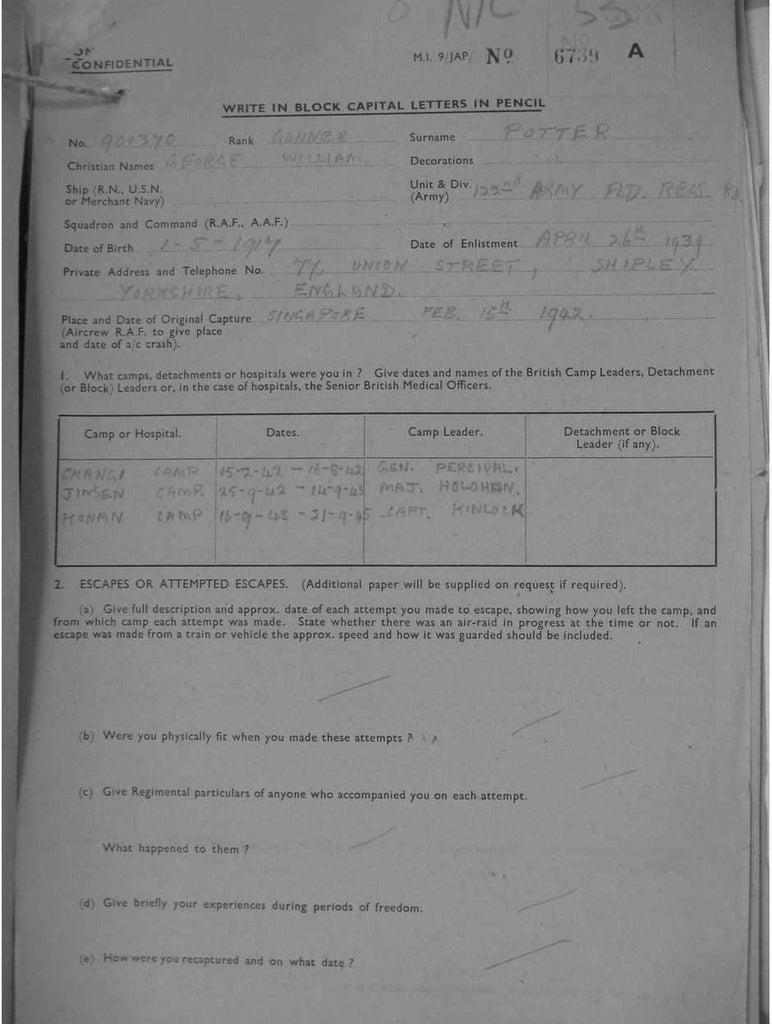 CONFIDENTIAL
M.I. 9/JAP/ No 6739 A
WRITE IN BLOCK CAPITAL LETTERS IN PENCIL
No. 901370 Rank GUNNER Surname POTTER
Christian Names GEORGE WILLIAM Decorations
Ship (R.N., U.S.N. or Merchant Navy)
Unit & Div. (Army) 122nd ARMY FLD. REGT. RA
Squadron and Command (R.A.F., A.A.F.)
Date of Birth 1-5-1917 Date of Enlistment APRIL 26th 1939
Private Address and Telephone No. 77, UNION STREET, SHIPLEY
YORKSHIRE, ENGLAND.
Place and Date of Original Capture SINGAPORE FEB. 15th 1942.
(Aircrew R.A.F. to give place
and date of a/c crash).
1. What camps, detachments or hospitals were you in ? Give dates and names of the British Camp Leaders, Detachment
(or Block) Leaders or, in the case of hospitals, the Senior British Medical Officers.
Camp or Hospital. Dates. Camp Leader. Detachment or Block
Leader (if any).
CHANGI CAMP 15-2-42 - 16-8-42 GEN. PERCIVAL.
JINSEN CAMP 25-9-42 - 14-9-43 MAJ. HOLOHAN.
HONAN CAMP 16-9-43 - 21-9-45 CAPT. KINLOCK
2. ESCAPES OR ATTEMPTED ESCAPES. (Additional paper will be supplied on request if required).
(a) Give full description and approx. date of each attempt you made to escape, showing how you left the camp, and
from which camp each attempt was made. State whether there was an air-raid in progress at the time or not. If an
escape was made from a train or vehicle the approx. speed and how it was guarded should be included.
(b) Were you physically fit when you made these attempts ?
(c) Give Regimental particulars of anyone who accompanied you on each attempt.
What happened to them ?
(d) Give briefly your experiences during periods of freedom.
(e) How were you recaptured and on what date ?